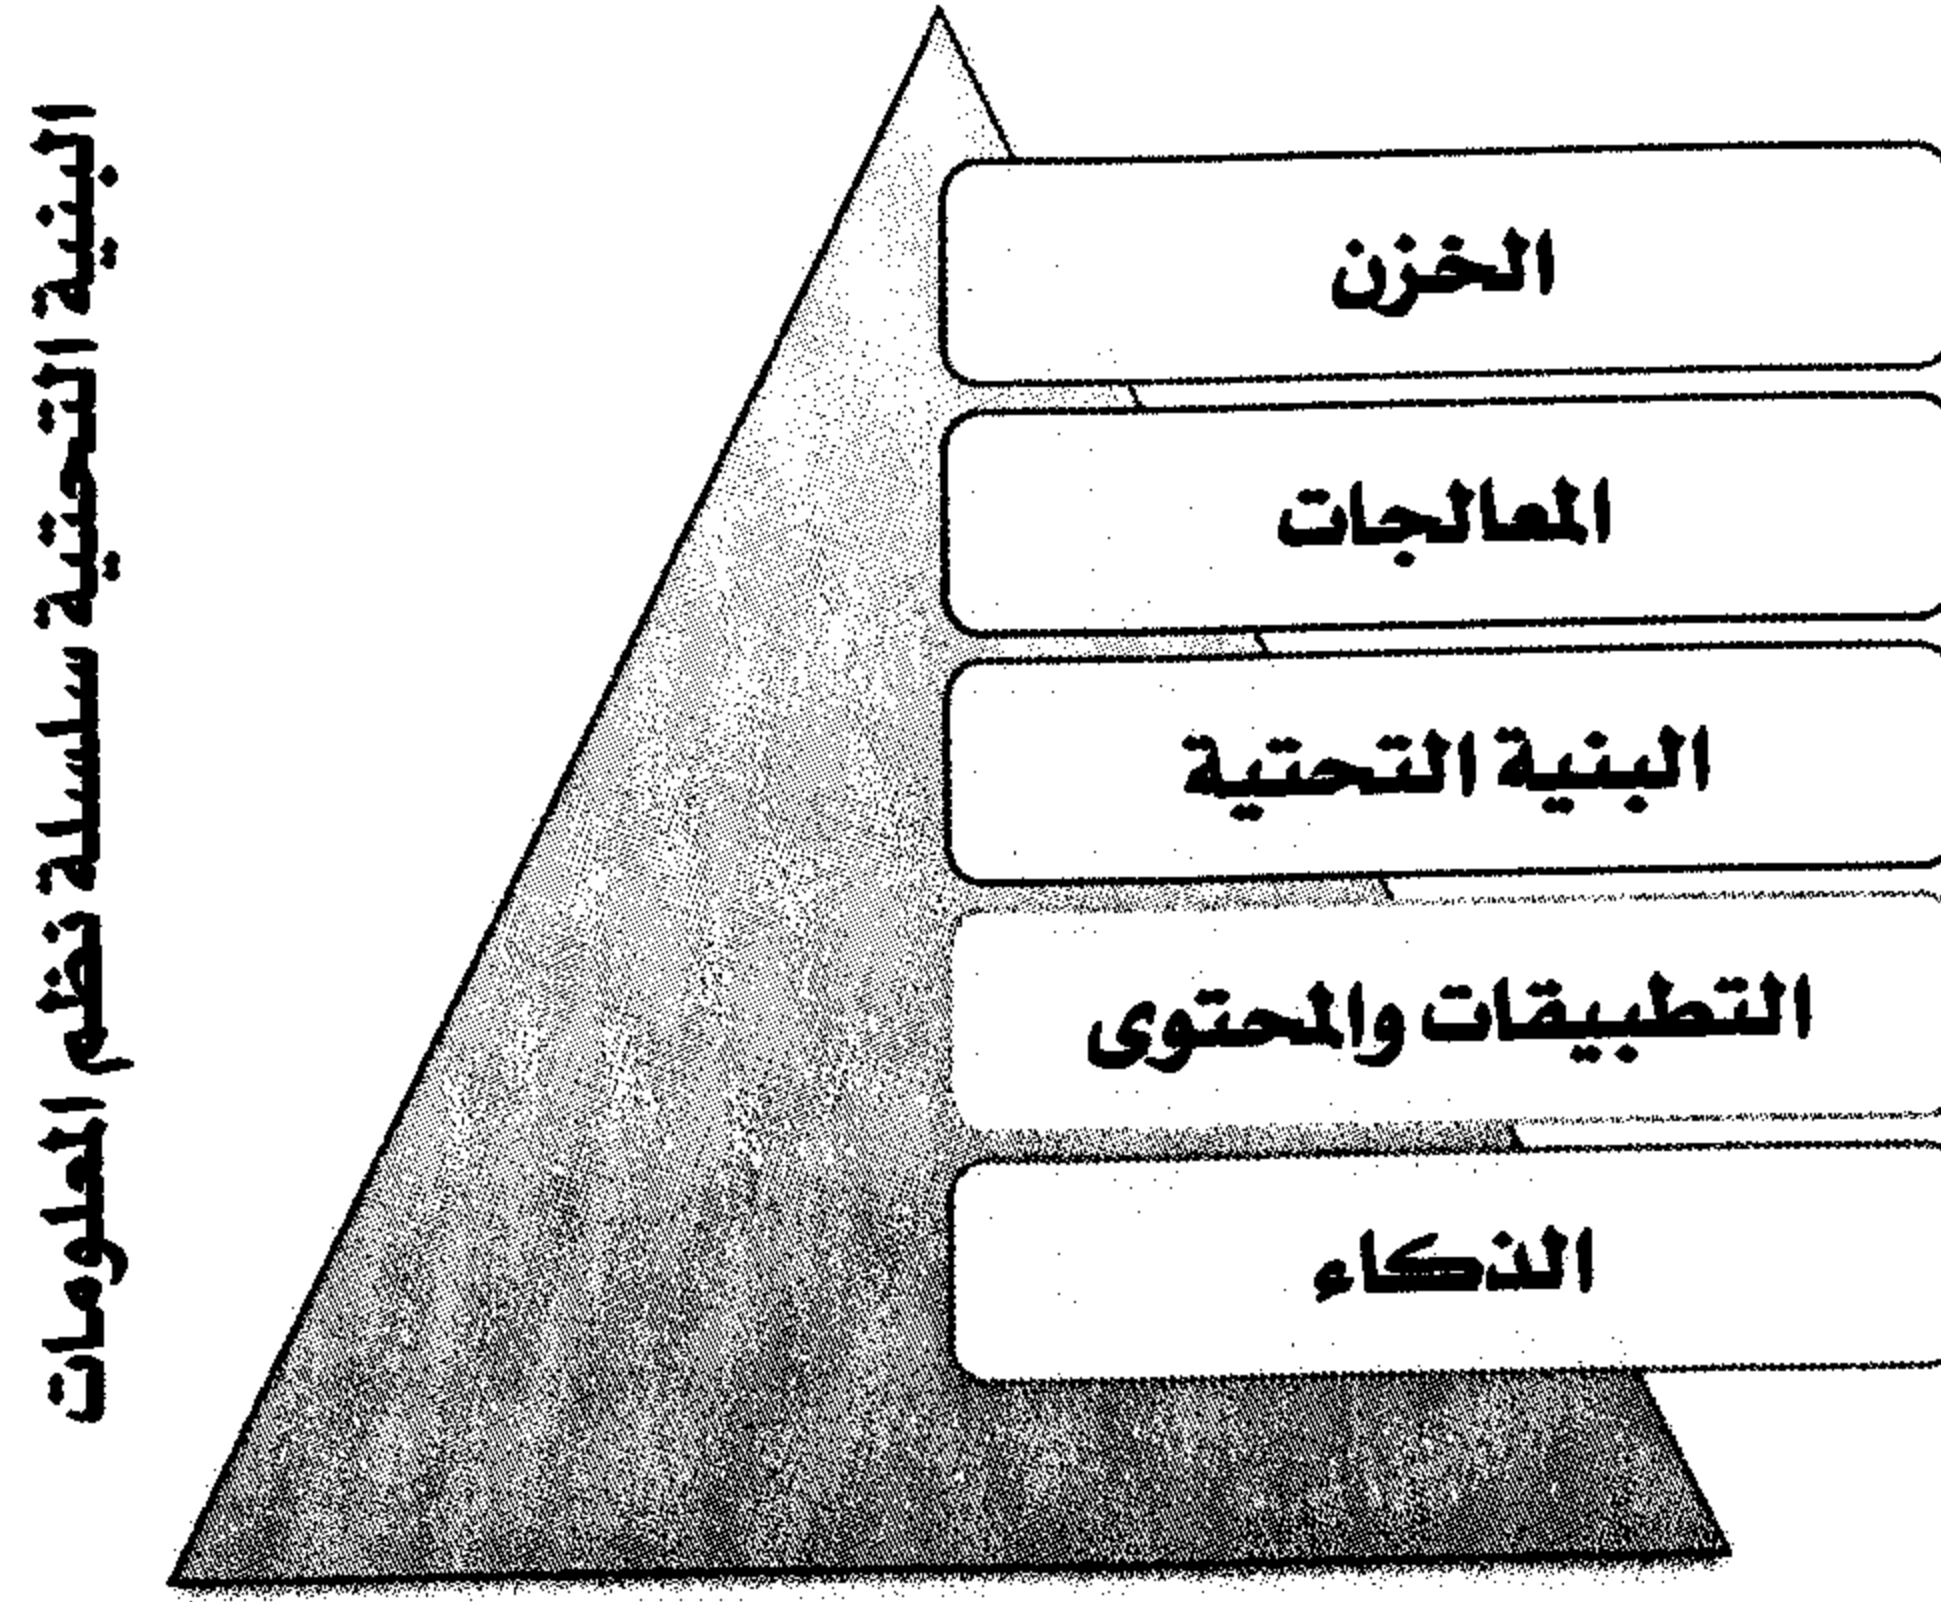 البنية التحتية سلسلة نظم المعلومات
الخزن
المعالجات
البنية التحتية
التطبيقات والمحتوى
الذكاء